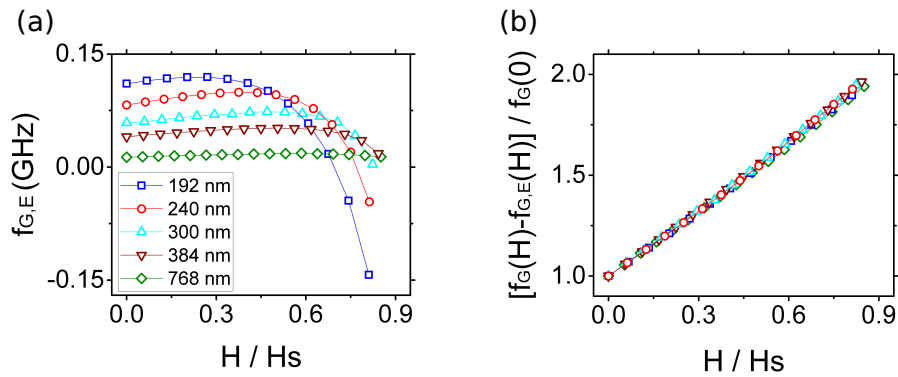 (a)
(b)
0.15
0.00
-0.15
f_G,E (GHz)
192 nm
240 nm
300 nm
384 nm
768 nm
0.0 0.3 0.6 0.9
H / Hs
2.0
1.5
1.0
[f_G(H)-f_G,E(H)] / f_G(0)
0.0 0.3 0.6 0.9
H / Hs